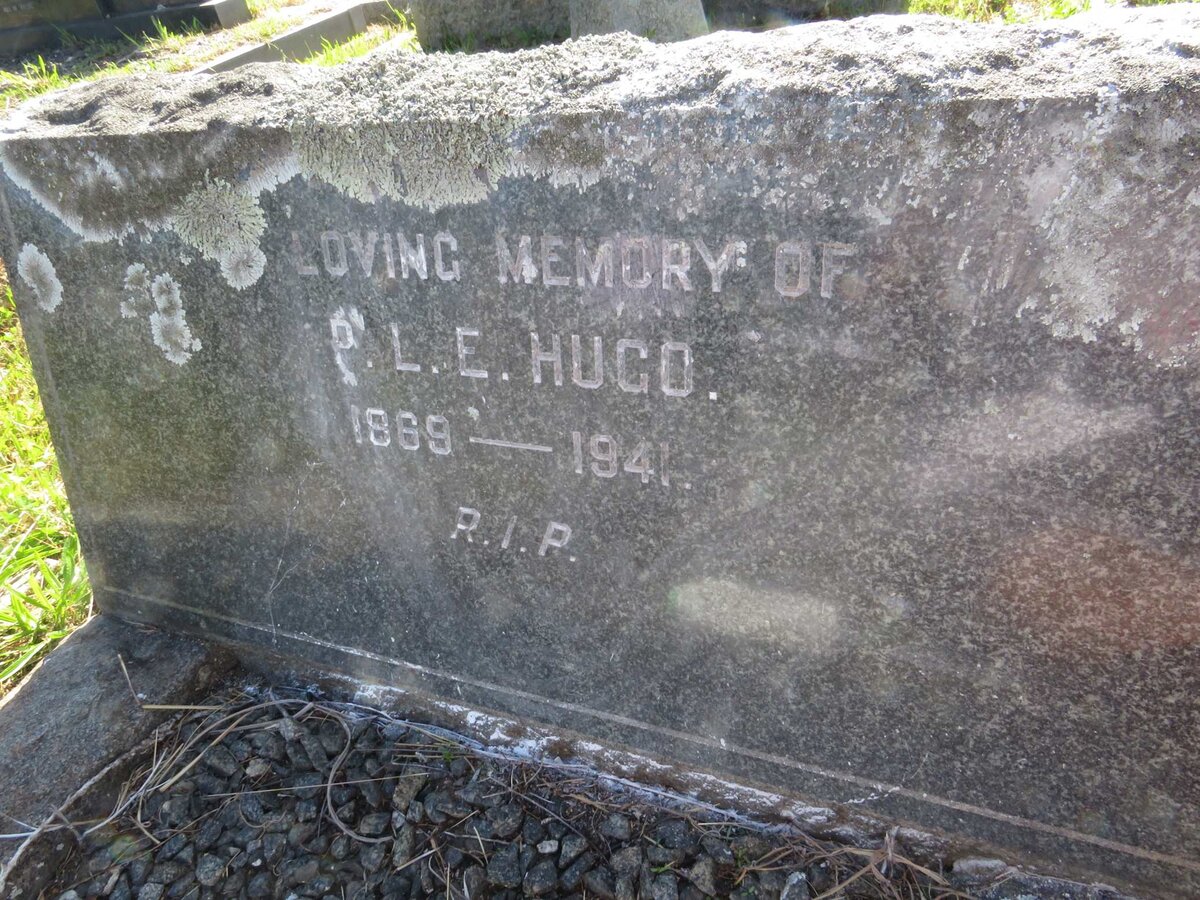 LOVING MEMORY OF
P. L. E. HUGO.
1869 — 1941.
R.I.P.